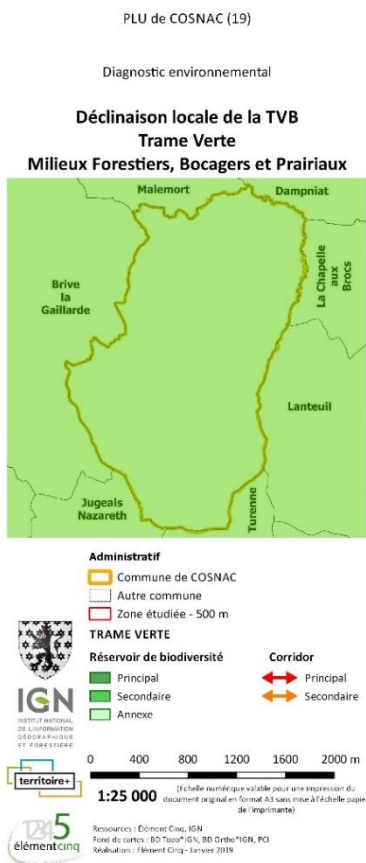 PLU de COSNAC (19)
Diagnostic environnemental
Déclinaison locale de la TVB
Trame Verte
Milieux Forestiers, Bocagers et Prairiaux
Malemort
Dampniat
Brive
la
Gaillarde
La Chapelle
aux
Brocs
Lanteuil
Jugeals
Nazareth
Turenne
Administratif
Commune de COSNAC
Autre commune
Zone étudiée - 500 m
TRAME VERTE
Réservoir de biodiversité
Corridor
Principal
Principal
Secondaire
Secondaire
Annexe
IGN
INSTITUT NATIONAL
DE L'INFORMATION
GÉOGRAPHIQUE
ET FORESTIÈRE
territoire+
0 400 800 1200 1600 2000 m
1:25 000
(Echelle numérique valable pour une impression du
document original en format A3 sans mise à l'échelle papier
de l'imprimante)
12345
élémentcinq
Ressources : Élément Cinq, IGN
Fond de cartes : BD Topo®IGN, BD Ortho®IGN, PCI
Réalisation : Élément Cinq - Janvier 2019